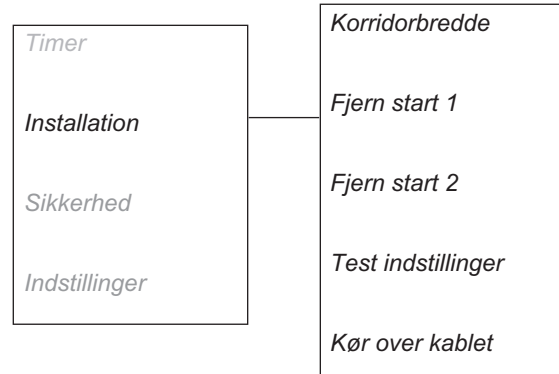 Timer
Installation
Sikkerhed
Indstillinger
Korridorbredde
Fjern start 1
Fjern start 2
Test indstillinger
Kør over kablet